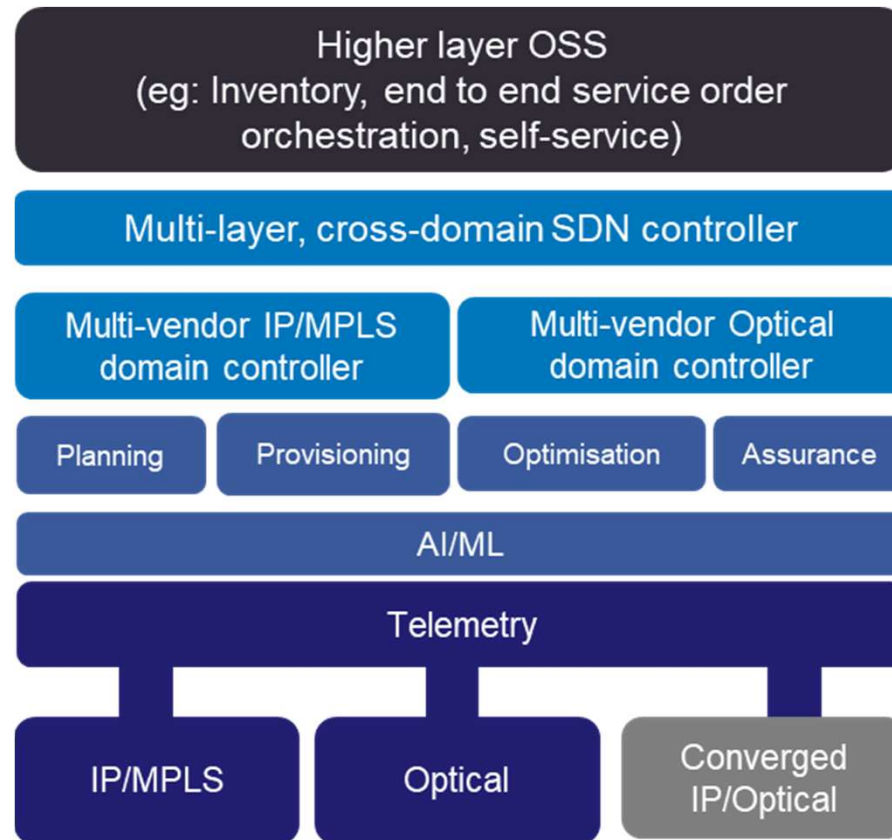 Higher layer OSS
(eg: Inventory, end to end service order
orchestration, self-service)
Multi-layer, cross-domain SDN controller
Multi-vendor IP/MPLS
domain controller
Multi-vendor Optical
domain controller
Planning
Provisioning
Optimisation
Assurance
AI/ML
Telemetry
IP/MPLS
Optical
Converged
IP/Optical